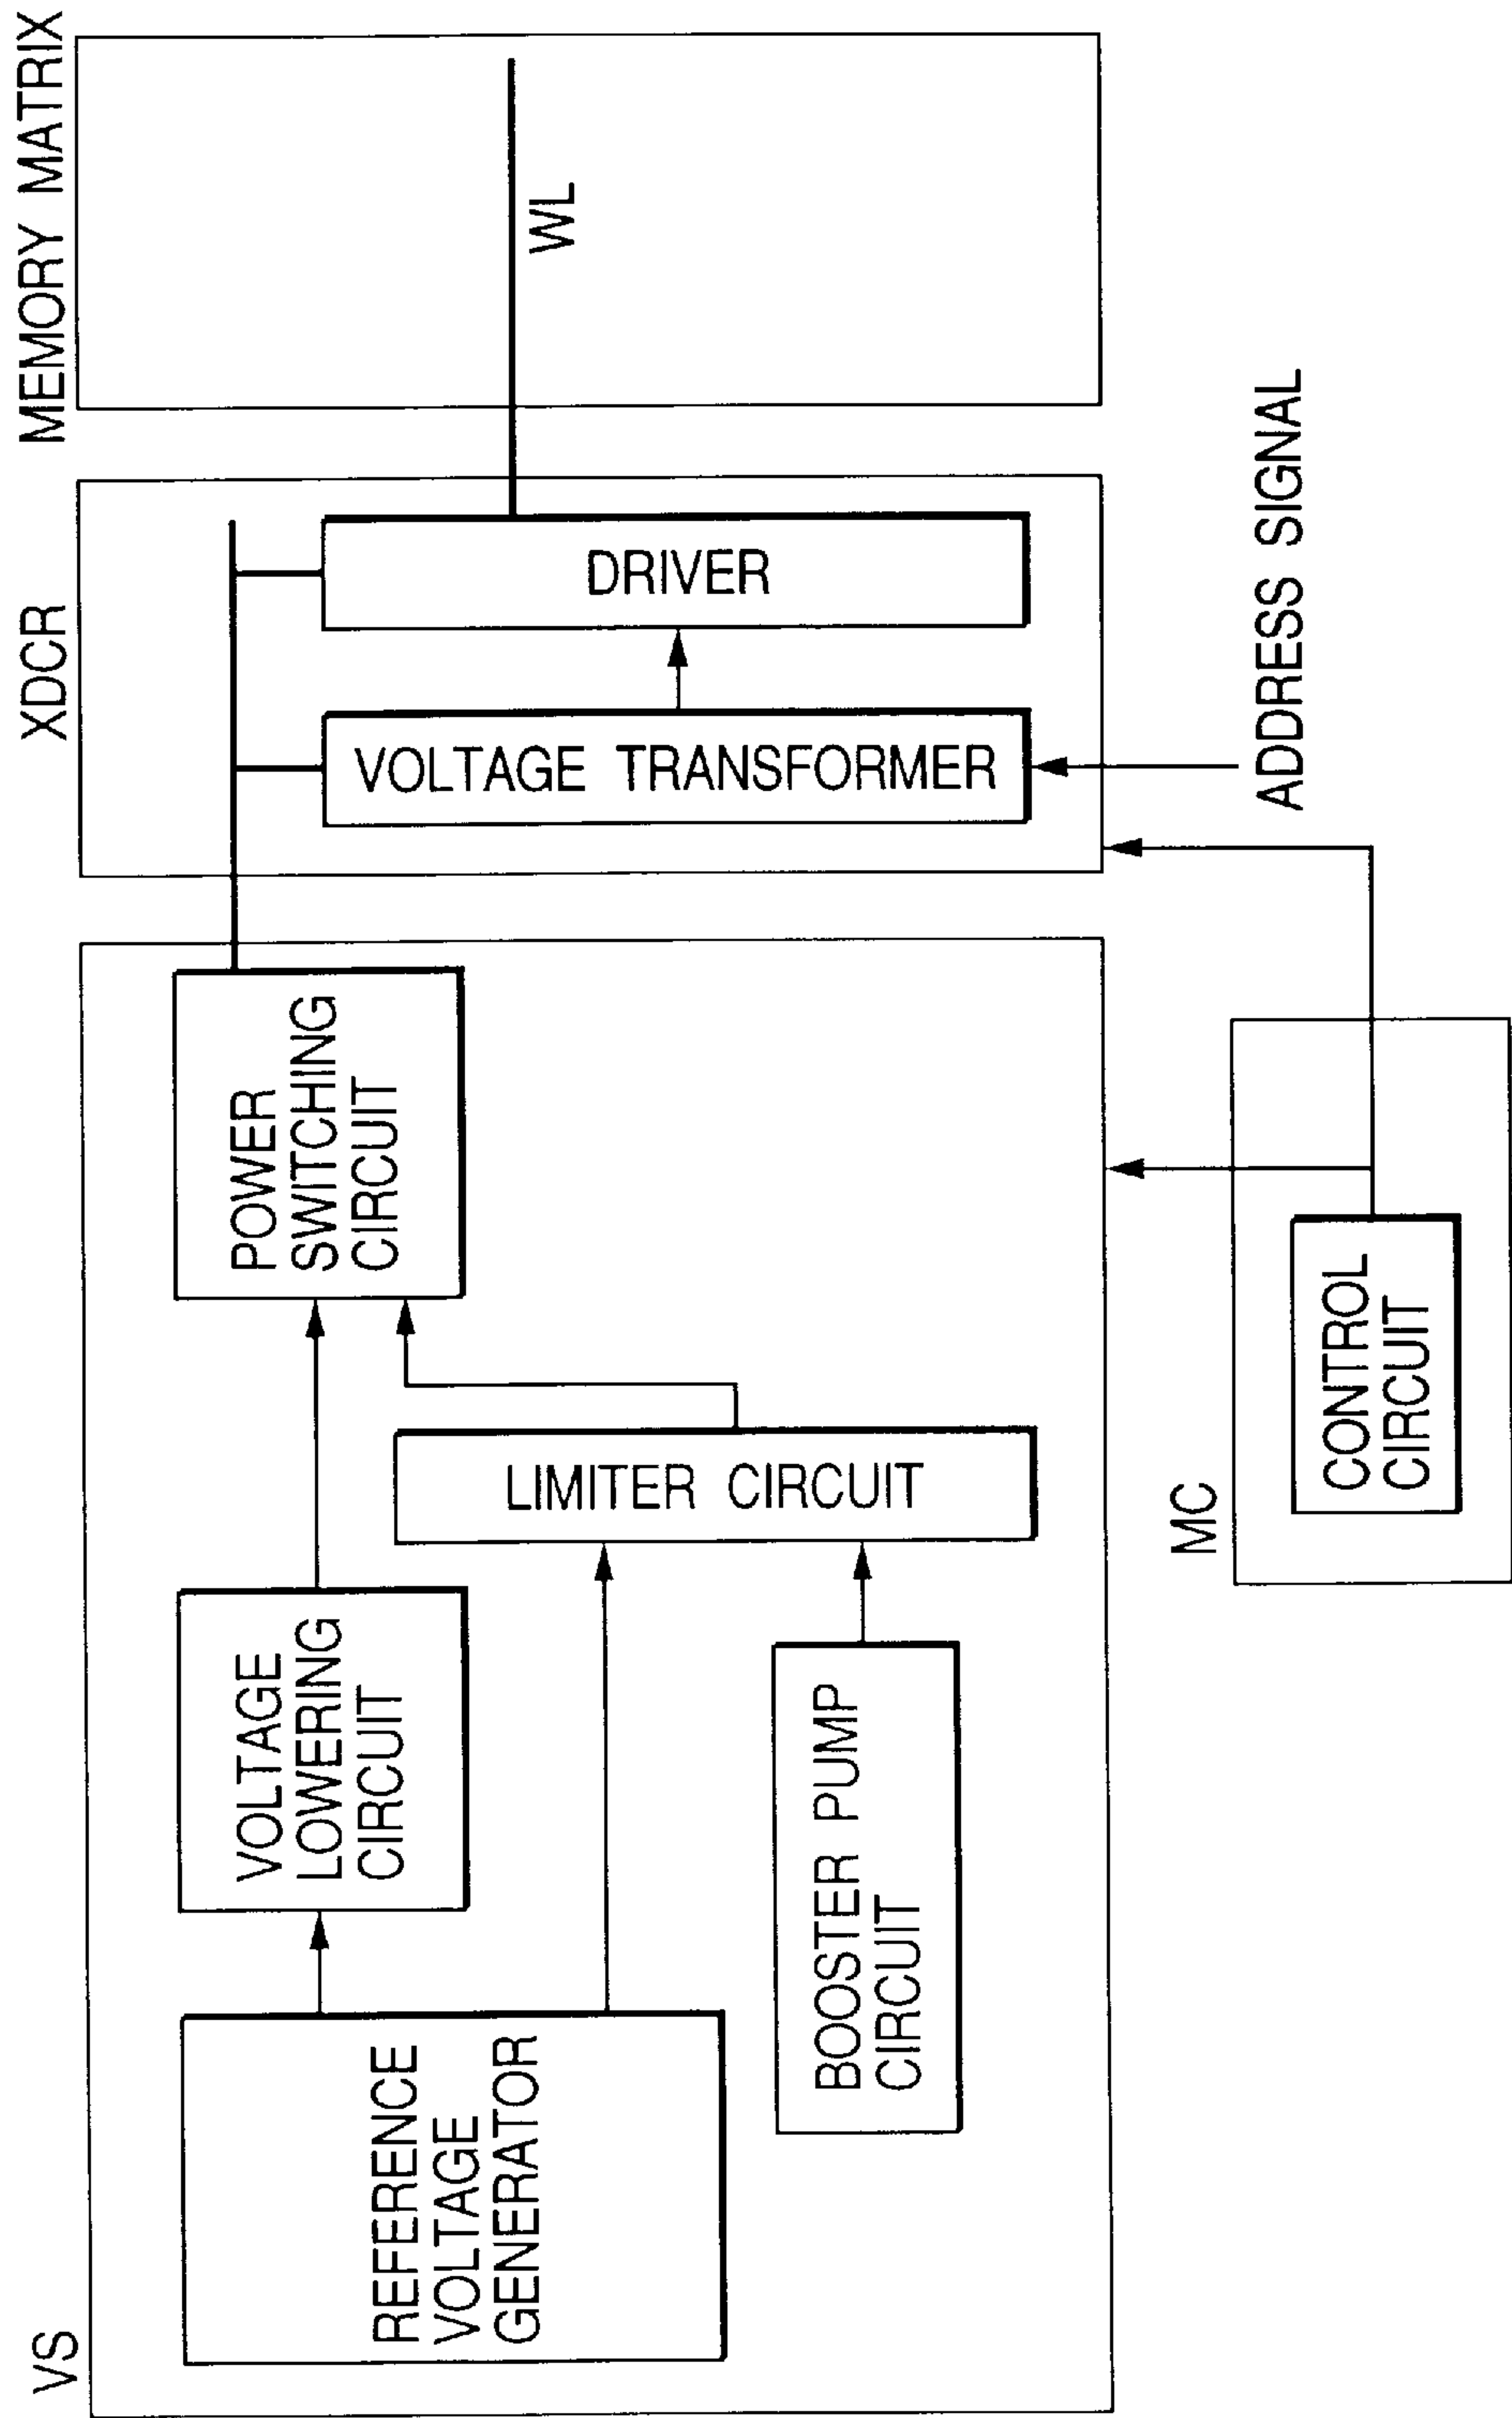 VS
REFERENCE
VOLTAGE
GENERATOR
VOLTAGE
LOWERING
CIRCUIT
BOOSTER PUMP
CIRCUIT
LIMITER CIRCUIT
POWER
SWITCHING
CIRCUIT
XDCR
VOLTAGE TRANSFORMER
DRIVER
MEMORY MATRIX
WL
MC
CONTROL
CIRCUIT
ADDRESS SIGNAL